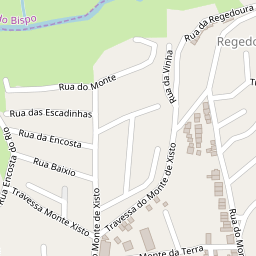 do Bispo
Rua da Regedoura
Regedo
Rua do Monte
Rua da Vinha
Rua das Escadinhas
Rua da Encosta
Rua Encosta do Rio
Rua Baixio
Travessa Monte Xisto
do Monte de Xisto
Travessa do Monte de Xisto
Rua do Mo
do Monte da Terra